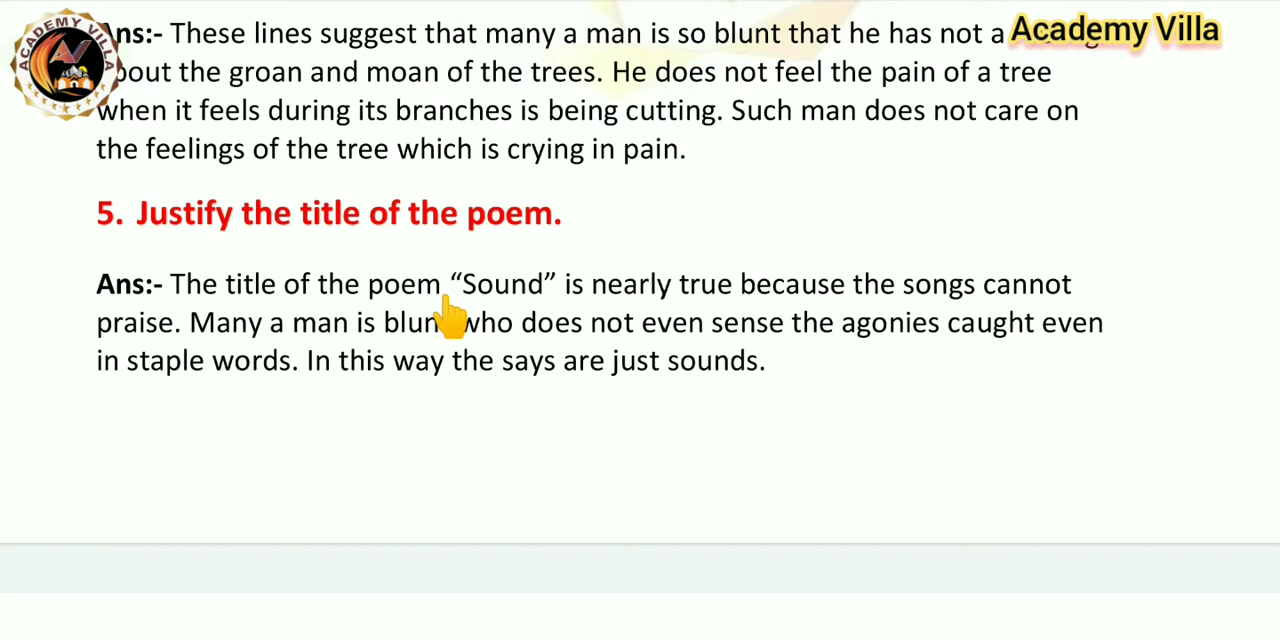 Academy Villa
ACADEMY VILLA
AV
ns:- These lines suggest that many a man is so blunt that he has not a
bout the groan and moan of the trees. He does not feel the pain of a tree
when it feels during its branches is being cutting. Such man does not care on
the feelings of the tree which is crying in pain.
5. Justify the title of the poem.
Ans:- The title of the poem “Sound” is nearly true because the songs cannot
praise. Many a man is blun who does not even sense the agonies caught even
in staple words. In this way the says are just sounds.